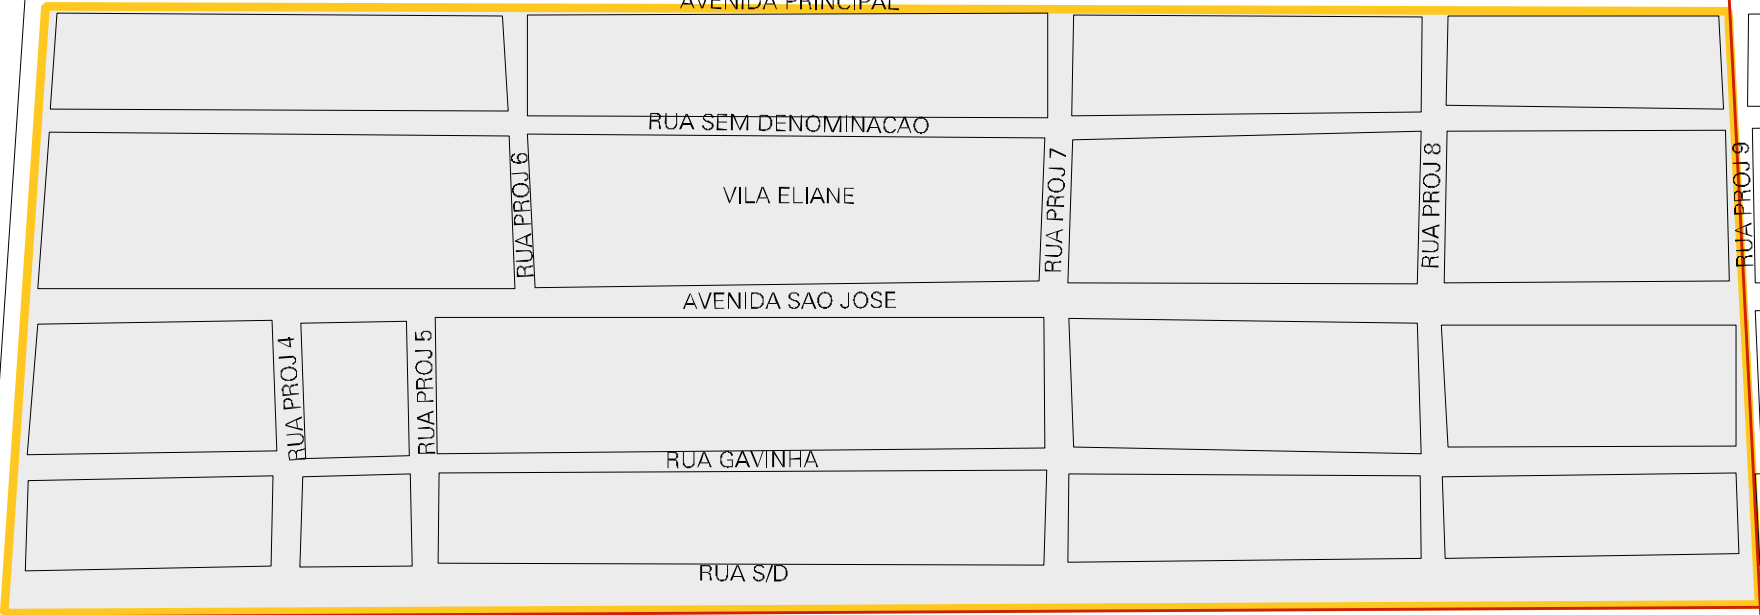 AVENIDA PRINCIPAL
RUA SEM DENOMINACAO
RUA PROJ 6
VILA ELIANE
RUA PROJ 7
RUA PROJ 8
RUA PROJ 9
AVENIDA SAO JOSE
RUA PROJ 4
RUA PROJ 5
RUA GAVINHA
RUA S/D